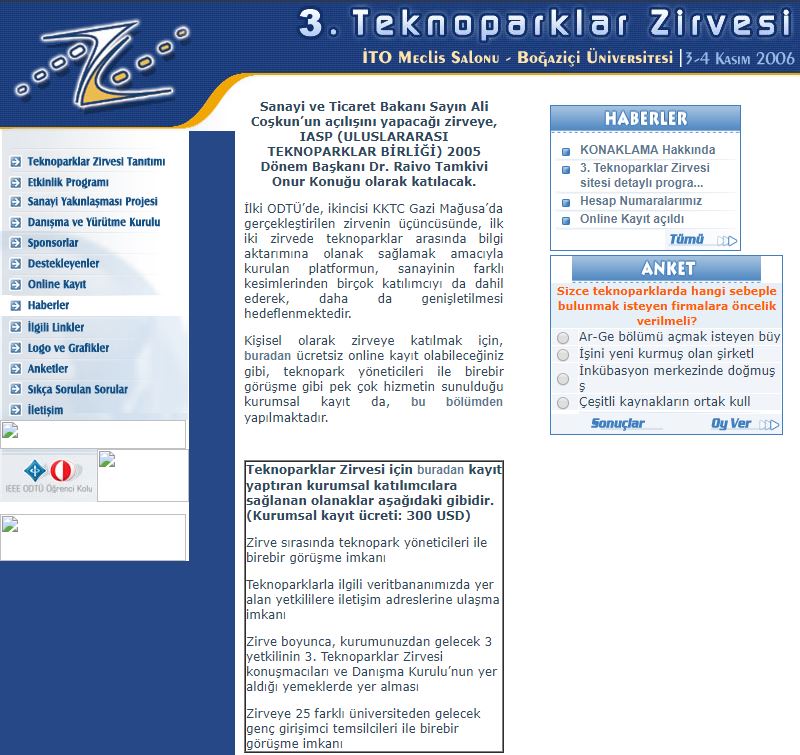 3. Teknoparklar Zirvesi
İTO Meclis Salonu - Boğaziçi Üniversitesi | 3-4 Kasım 2006
Teknoparklar Zirvesi Tanıtımı
Etkinlik Programı
Sanayi Yakınlaşması Projesi
Danışma ve Yürütme Kurulu
Sponsorlar
Destekleyenler
Online Kayıt
Haberler
İlgili Linkler
Logo ve Grafikler
Anketler
Sıkça Sorulan Sorular
İletişim
IEEE ODTÜ Öğrenci Kolu
Sanayi ve Ticaret Bakanı Sayın Ali
Coşkun’un açılışını yapacağı zirveye,
IASP (ULUSLARARASI
TEKNOPARKLAR BİRLİĞİ) 2005
Dönem Başkanı Dr. Raivo Tamkivi
Onur Konuğu olarak katılacak.
İlki ODTÜ’de, ikincisi KKTC Gazi Mağusa’da
gerçekleştirilen zirvenin üçüncüsünde, ilk
iki zirvede teknoparklar arasında bilgi
aktarımına olanak sağlamak amacıyla
kurulan platformun, sanayinin farklı
kesimlerinden birçok katılımcıyı da dahil
ederek, daha da genişletilmesi
hedeflenmektedir.
Kişisel olarak zirveye katılmak için,
buradan ücretsiz online kayıt olabileceğiniz
gibi, teknopark yöneticileri ile birebir
görüşme gibi pek çok hizmetin sunulduğu
kurumsal kayıt da, bu bölümden
yapılmaktadır.
Teknoparklar Zirvesi için buradan kayıt
yaptıran kurumsal katılımcılara
sağlanan olanaklar aşağıdaki gibidir.
(Kurumsal kayıt ücreti: 300 USD)
Zirve sırasında teknopark yöneticileri ile
birebir görüşme imkanı
Teknoparklarla ilgili veritbananımızda yer
alan yetkililere iletişim adreslerine ulaşma
imkanı
Zirve boyunca, kurumunuzdan gelecek 3
yetkilinin 3. Teknoparklar Zirvesi
konuşmacıları ve Danışma Kurulu’nun yer
aldığı yemeklerde yer alması
Zirveye 25 farklı üniversiteden gelecek
genç girişimci temsilcileri ile birebir
görüşme imkanı
HABERLER
KONAKLAMA Hakkında
3. Teknoparklar Zirvesi
sitesi detaylı progra...
Hesap Numaralarımız
Online Kayıt açıldı
Tümü
ANKET
Sizce teknoparklarda hangi sebeple
bulunmak isteyen firmalara öncelik
verilmeli?
Ar-Ge bölümü açmak isteyen büy
İşini yeni kurmuş olan şirketl
İnkübasyon merkezinde doğmuş
ş
Çeşitli kaynakların ortak kull
Sonuçlar Oy Ver